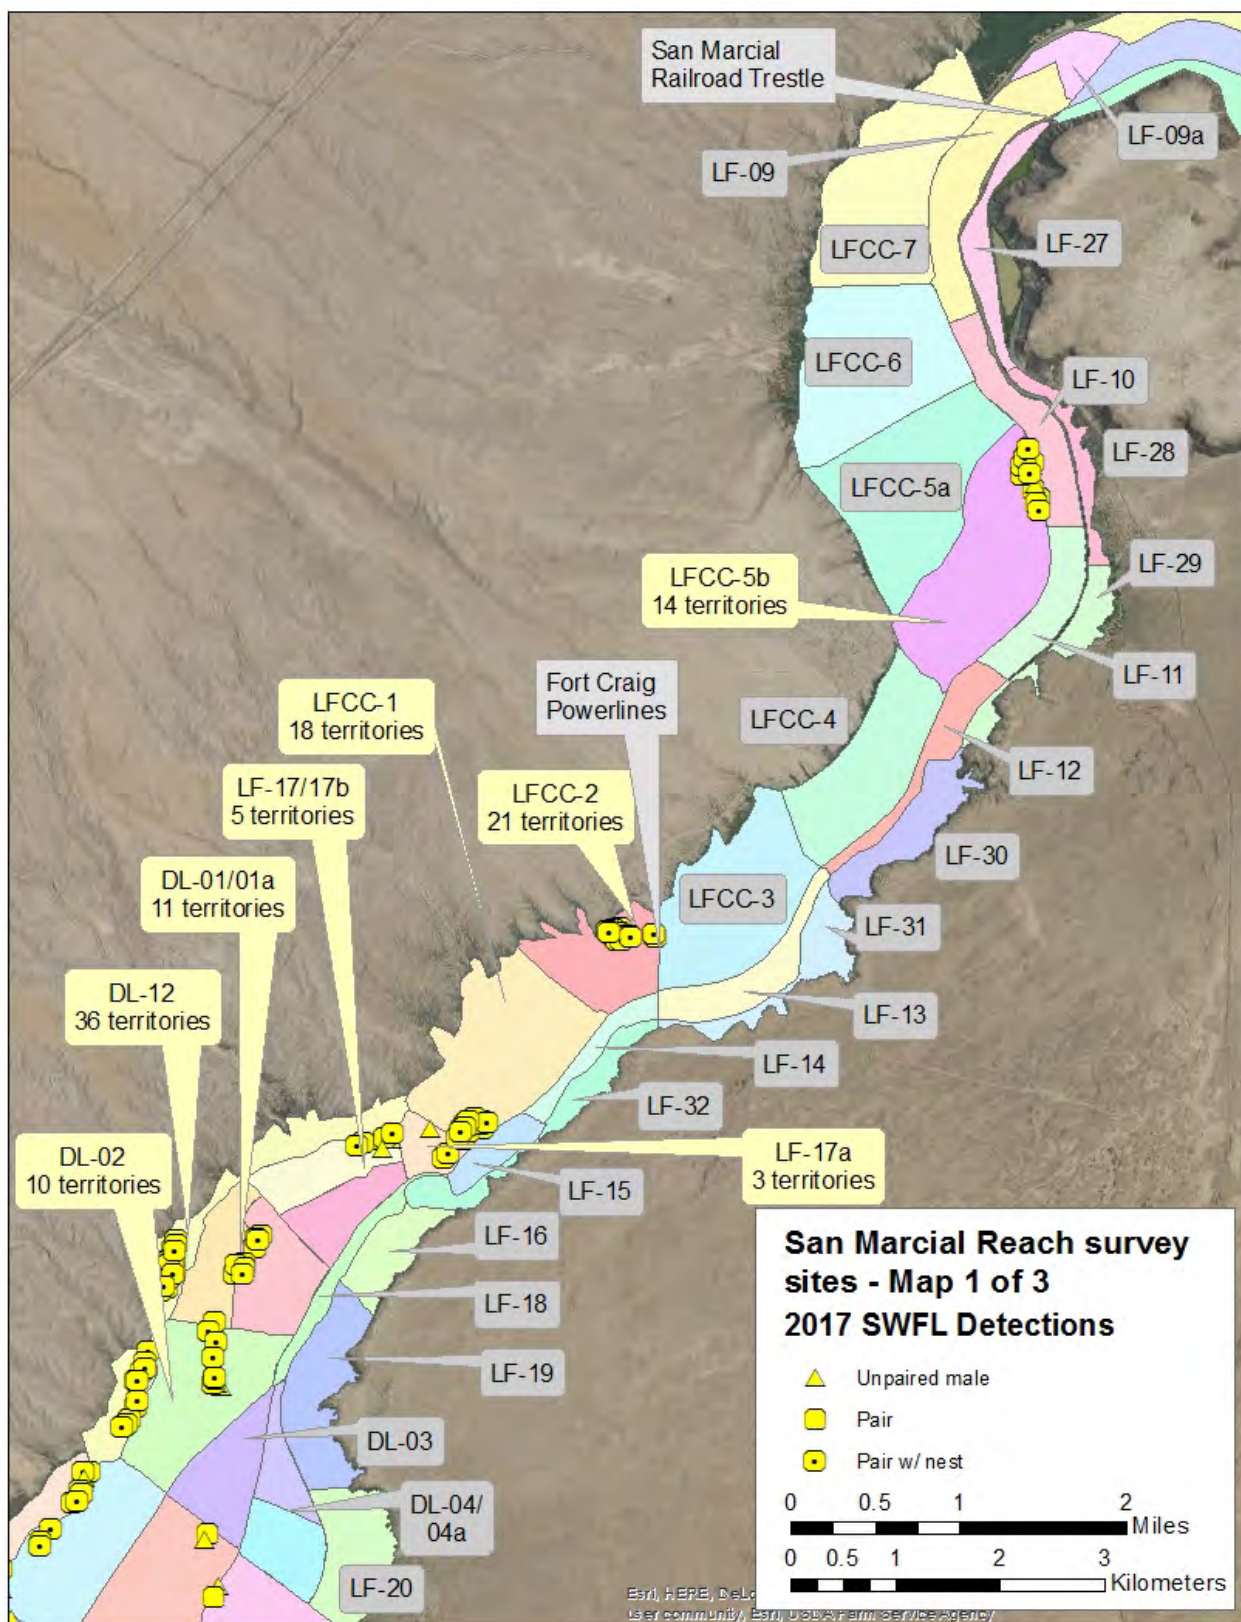 San Marcial
Railroad Trestle
LF-09a
LF-09
LF-27
LFCC-7
LFCC-6
LF-10
LF-28
LFCC-5a
LF-29
LFCC-5b
14 territories
LF-11
Fort Craig
Powerlines
LFCC-1
18 territories
LFCC-4
LF-12
LF-17/17b
5 territories
LFCC-2
21 territories
LF-30
DL-01/01a
11 territories
LFCC-3
LF-31
DL-12
36 territories
LF-13
LF-14
LF-32
DL-02
10 territories
LF-17a
3 territories
LF-15
LF-16
LF-18
LF-19
DL-03
DL-04/
04a
LF-20
San Marcial Reach survey
sites - Map 1 of 3
2017 SWFL Detections
Unpaired male
Pair
Pair w/ nest
0 0.5 1 2
Miles
0 0.5 1 2 3
Kilometers
Esri, HERE, DeLo
user community, Esri, USDA Farm Service Agency